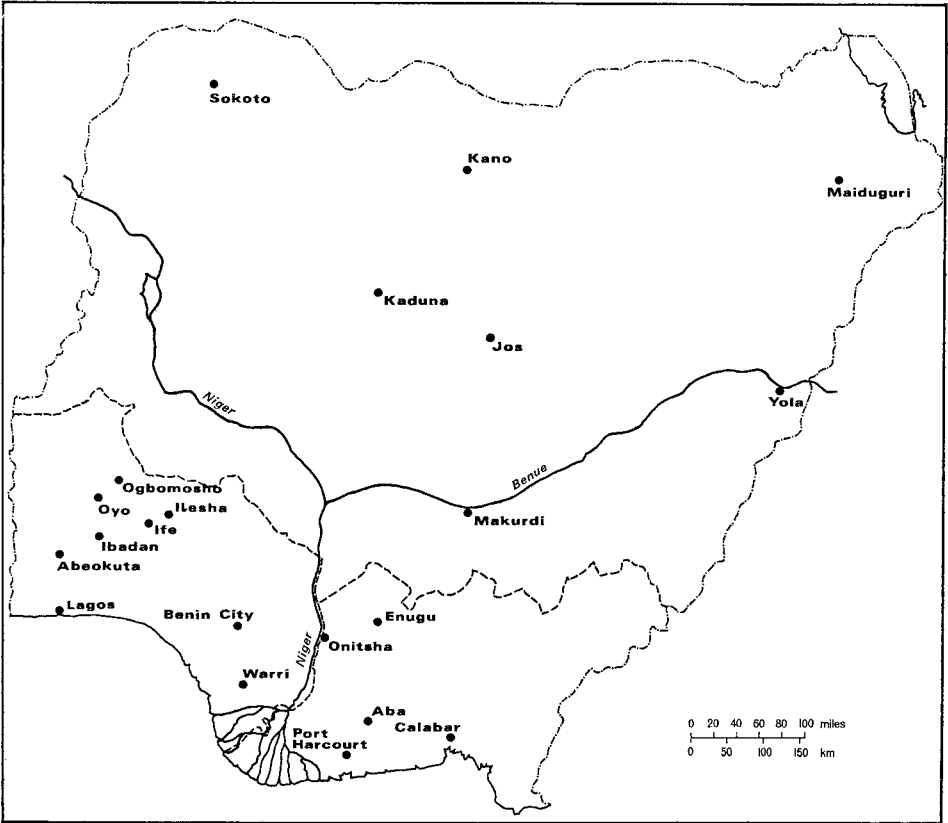 Sokoto
Kano
Maiduguri
Kaduna
Jos
Niger
Yola
Benue
Ogbomosho
Oyo
Ilesha
Ife
Makurdi
Ibadan
Abeokuta
Lagos
Benin City
Enugu
Niger
Onitsha
Warri
Aba
Calabar
Port
Harcourt
0 20 40 60 80 100 miles
0 50 100 150 km